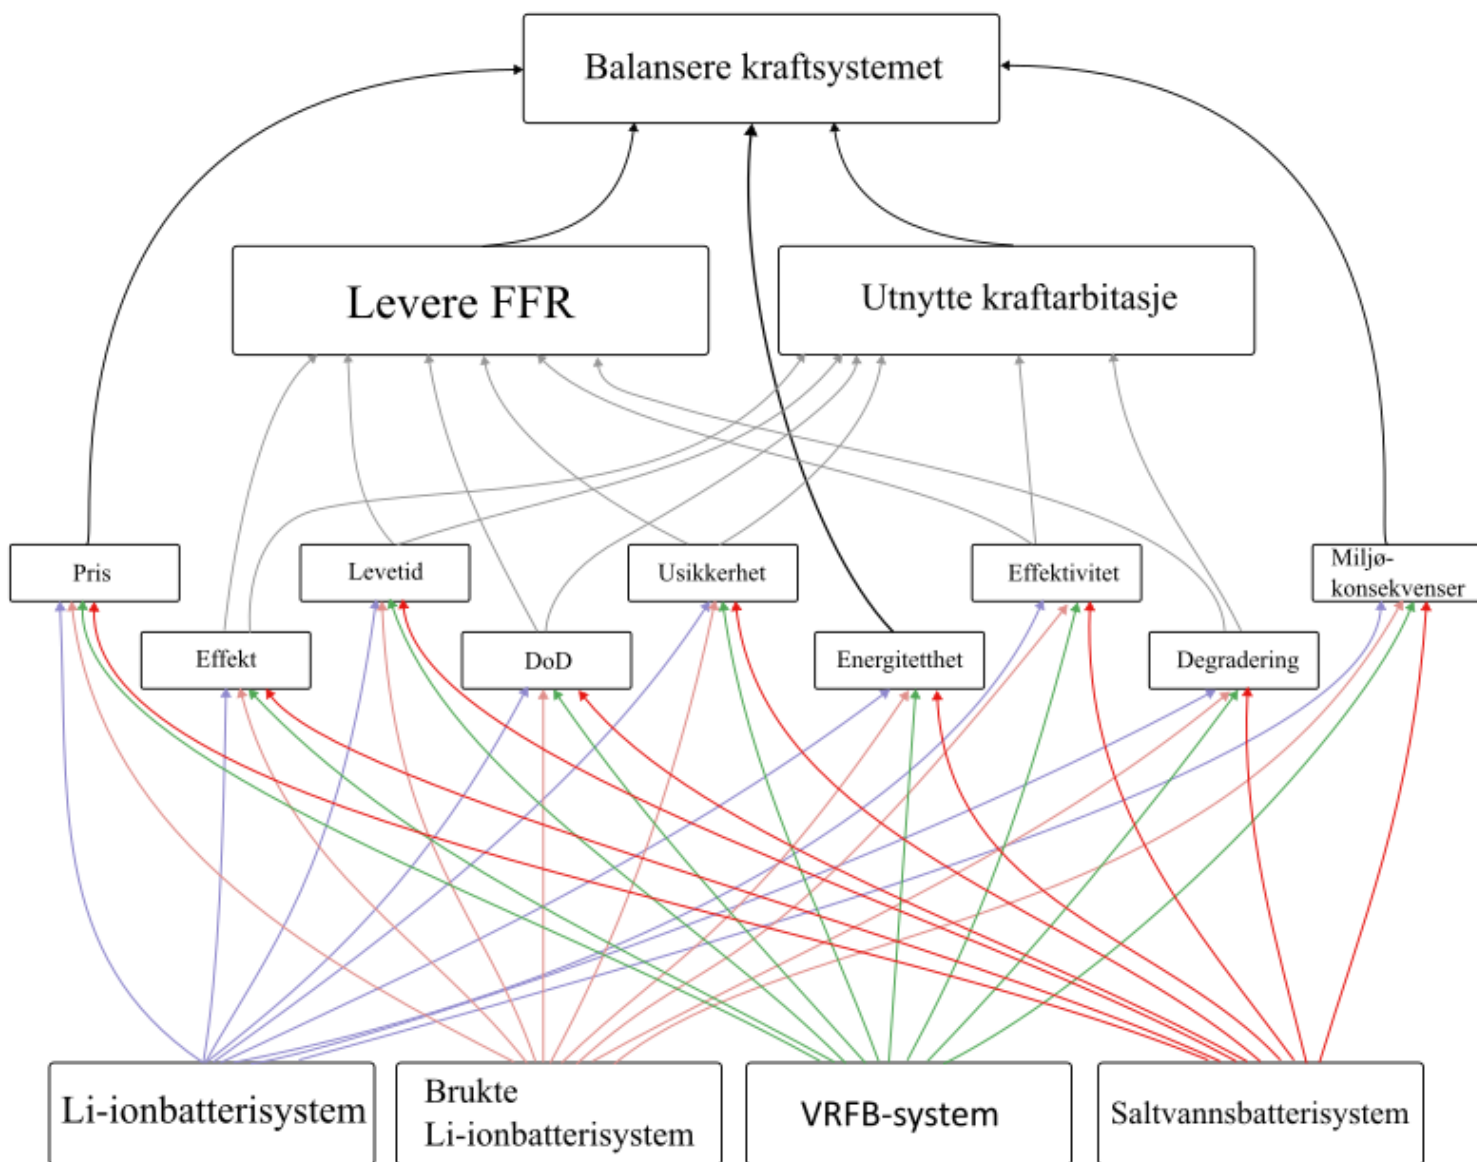 Balansere kraftsystemet
Levere FFR
Utnytte kraftarbitasje
Pris
Levetid
Usikkerhet
Effektivitet
Miljø-
konsekvenser
Effekt
DoD
Energitetthet
Degradering
Li-ionbatterisystem
Brukte
Li-ionbatterisystem
VRFB-system
Saltvannsbatterisystem